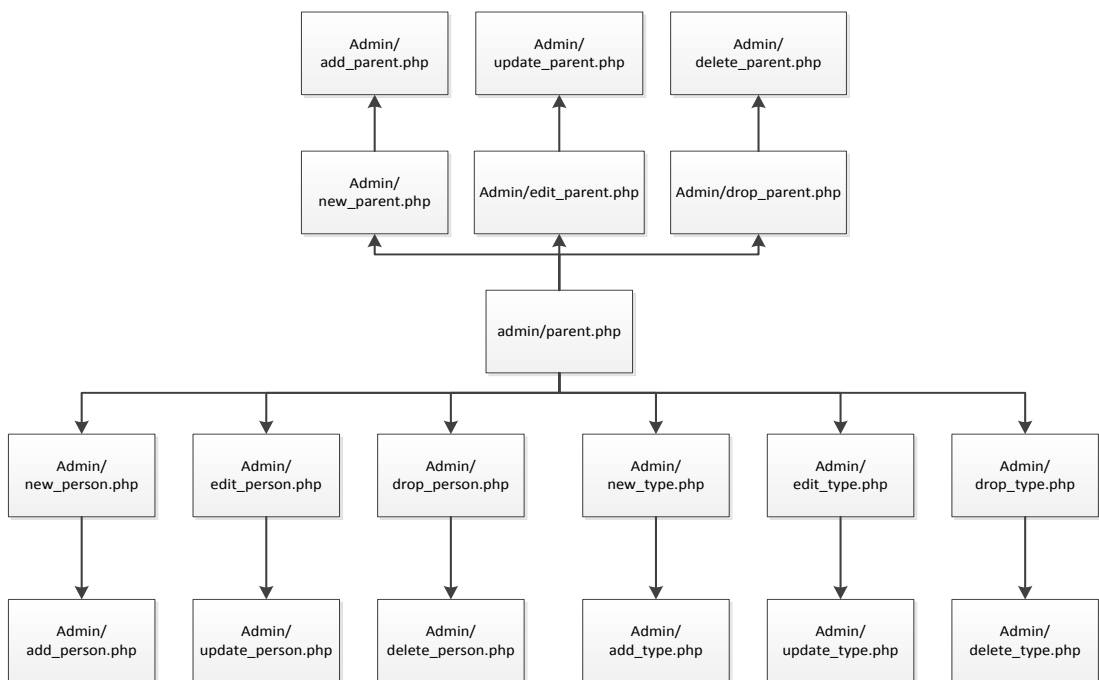 Admin/
add_parent.php
Admin/
update_parent.php
Admin/
delete_parent.php
Admin/
new_parent.php
Admin/edit_parent.php
Admin/drop_parent.php
admin/parent.php
Admin/
new_person.php
Admin/
edit_person.php
Admin/
drop_person.php
Admin/
new_type.php
Admin/
edit_type.php
Admin/
drop_type.php
Admin/
add_person.php
Admin/
update_person.php
Admin/
delete_person.php
Admin/
add_type.php
Admin/
update_type.php
Admin/
delete_type.php